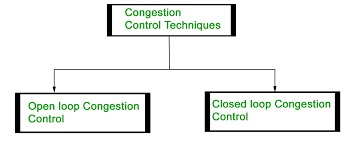 Congestion
Control Techniques
Open loop Congestion
Control
Closed loop Congestion
Control